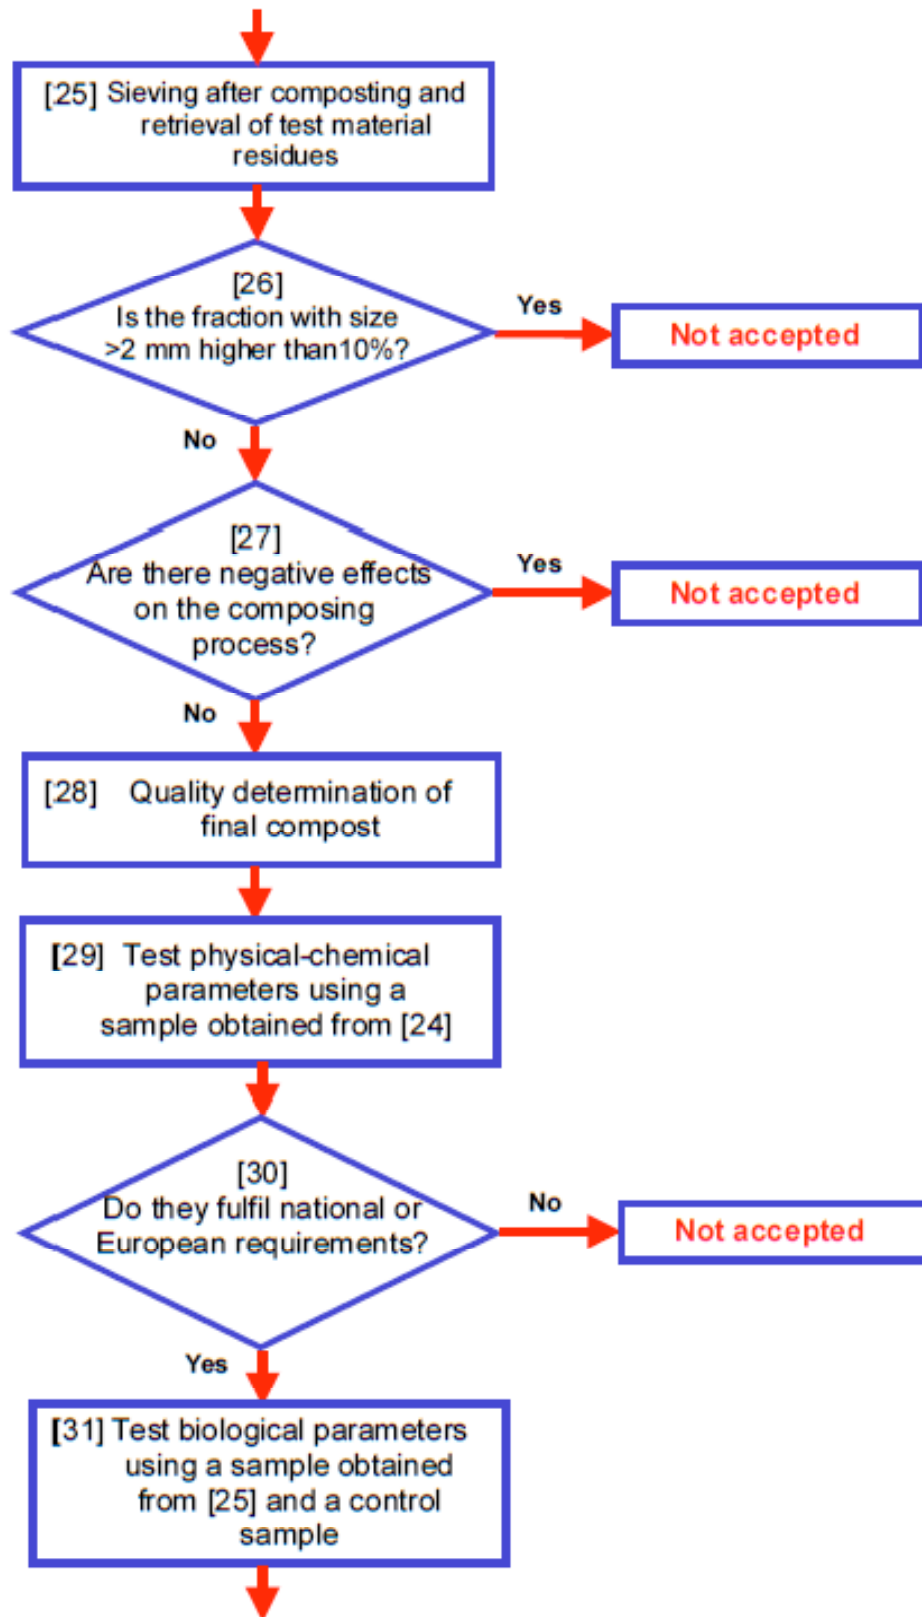 [25] Sieving after composting and
retrieval of test material
residues
[26]
Is the fraction with size
>2 mm higher than10%?
Yes
Not accepted
No
[27]
Are there negative effects
on the composing
process?
Yes
Not accepted
No
[28] Quality determination of
final compost
[29] Test physical-chemical
parameters using a
sample obtained from [24]
[30]
Do they fulfil national or
European requirements?
No
Not accepted
Yes
[31] Test biological parameters
using a sample obtained
from [25] and a control
sample